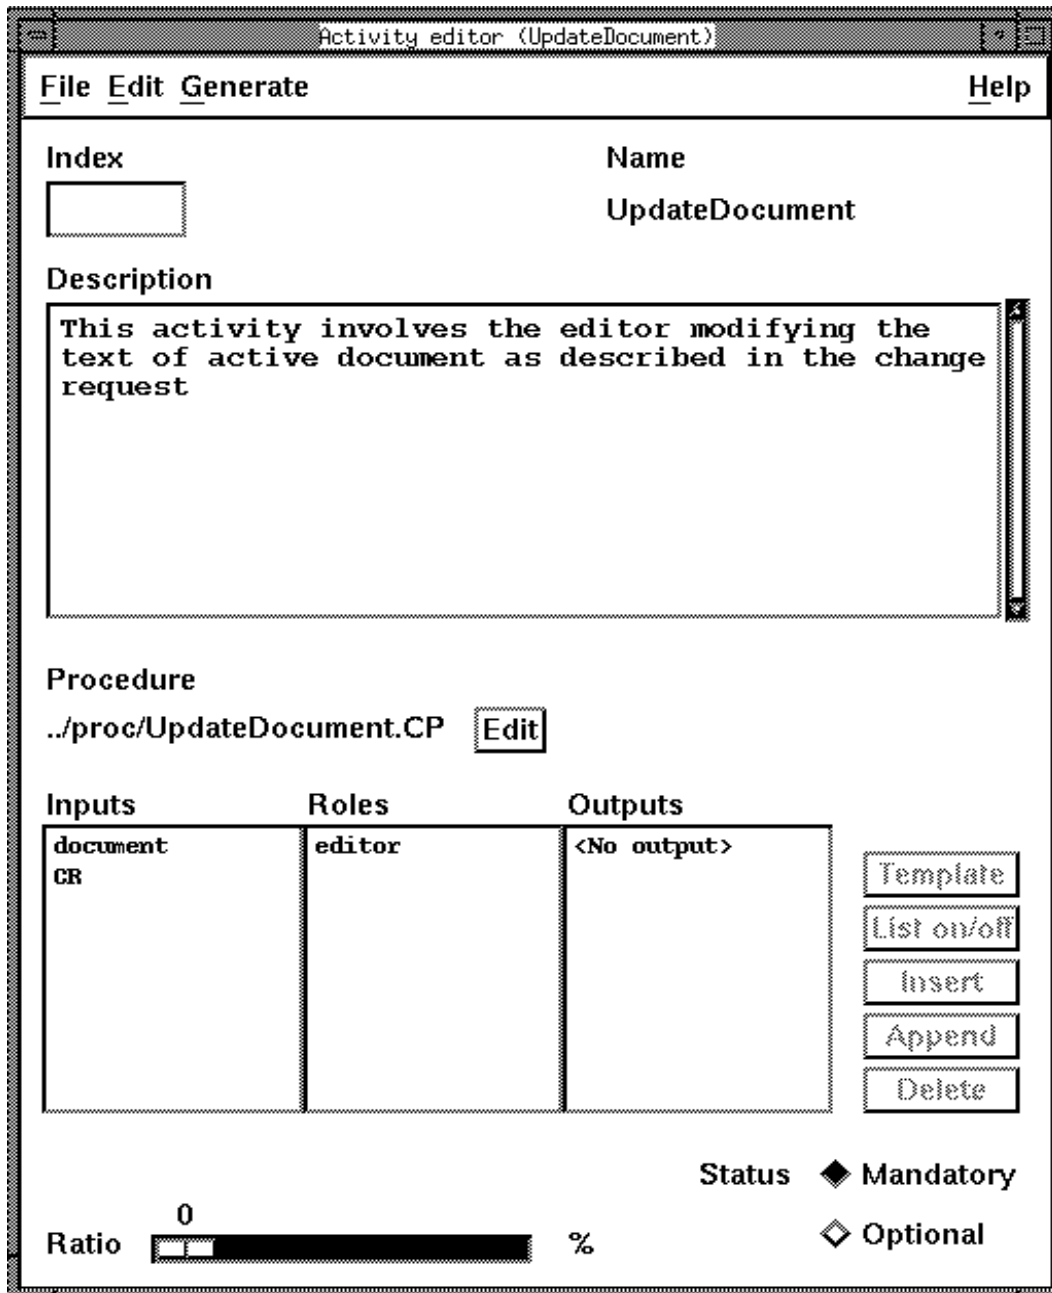 Activity editor (UpdateDocument)
File Edit Generate Help
Index Name
UpdateDocument
Description
This activity involves the editor modifying the
text of active document as described in the change
request
Procedure
../proc/UpdateDocument.CP Edit
Inputs Roles Outputs
document editor <No output>
CR
Template
List on/off
Insert
Append
Delete
Status Mandatory
0
Ratio % Optional